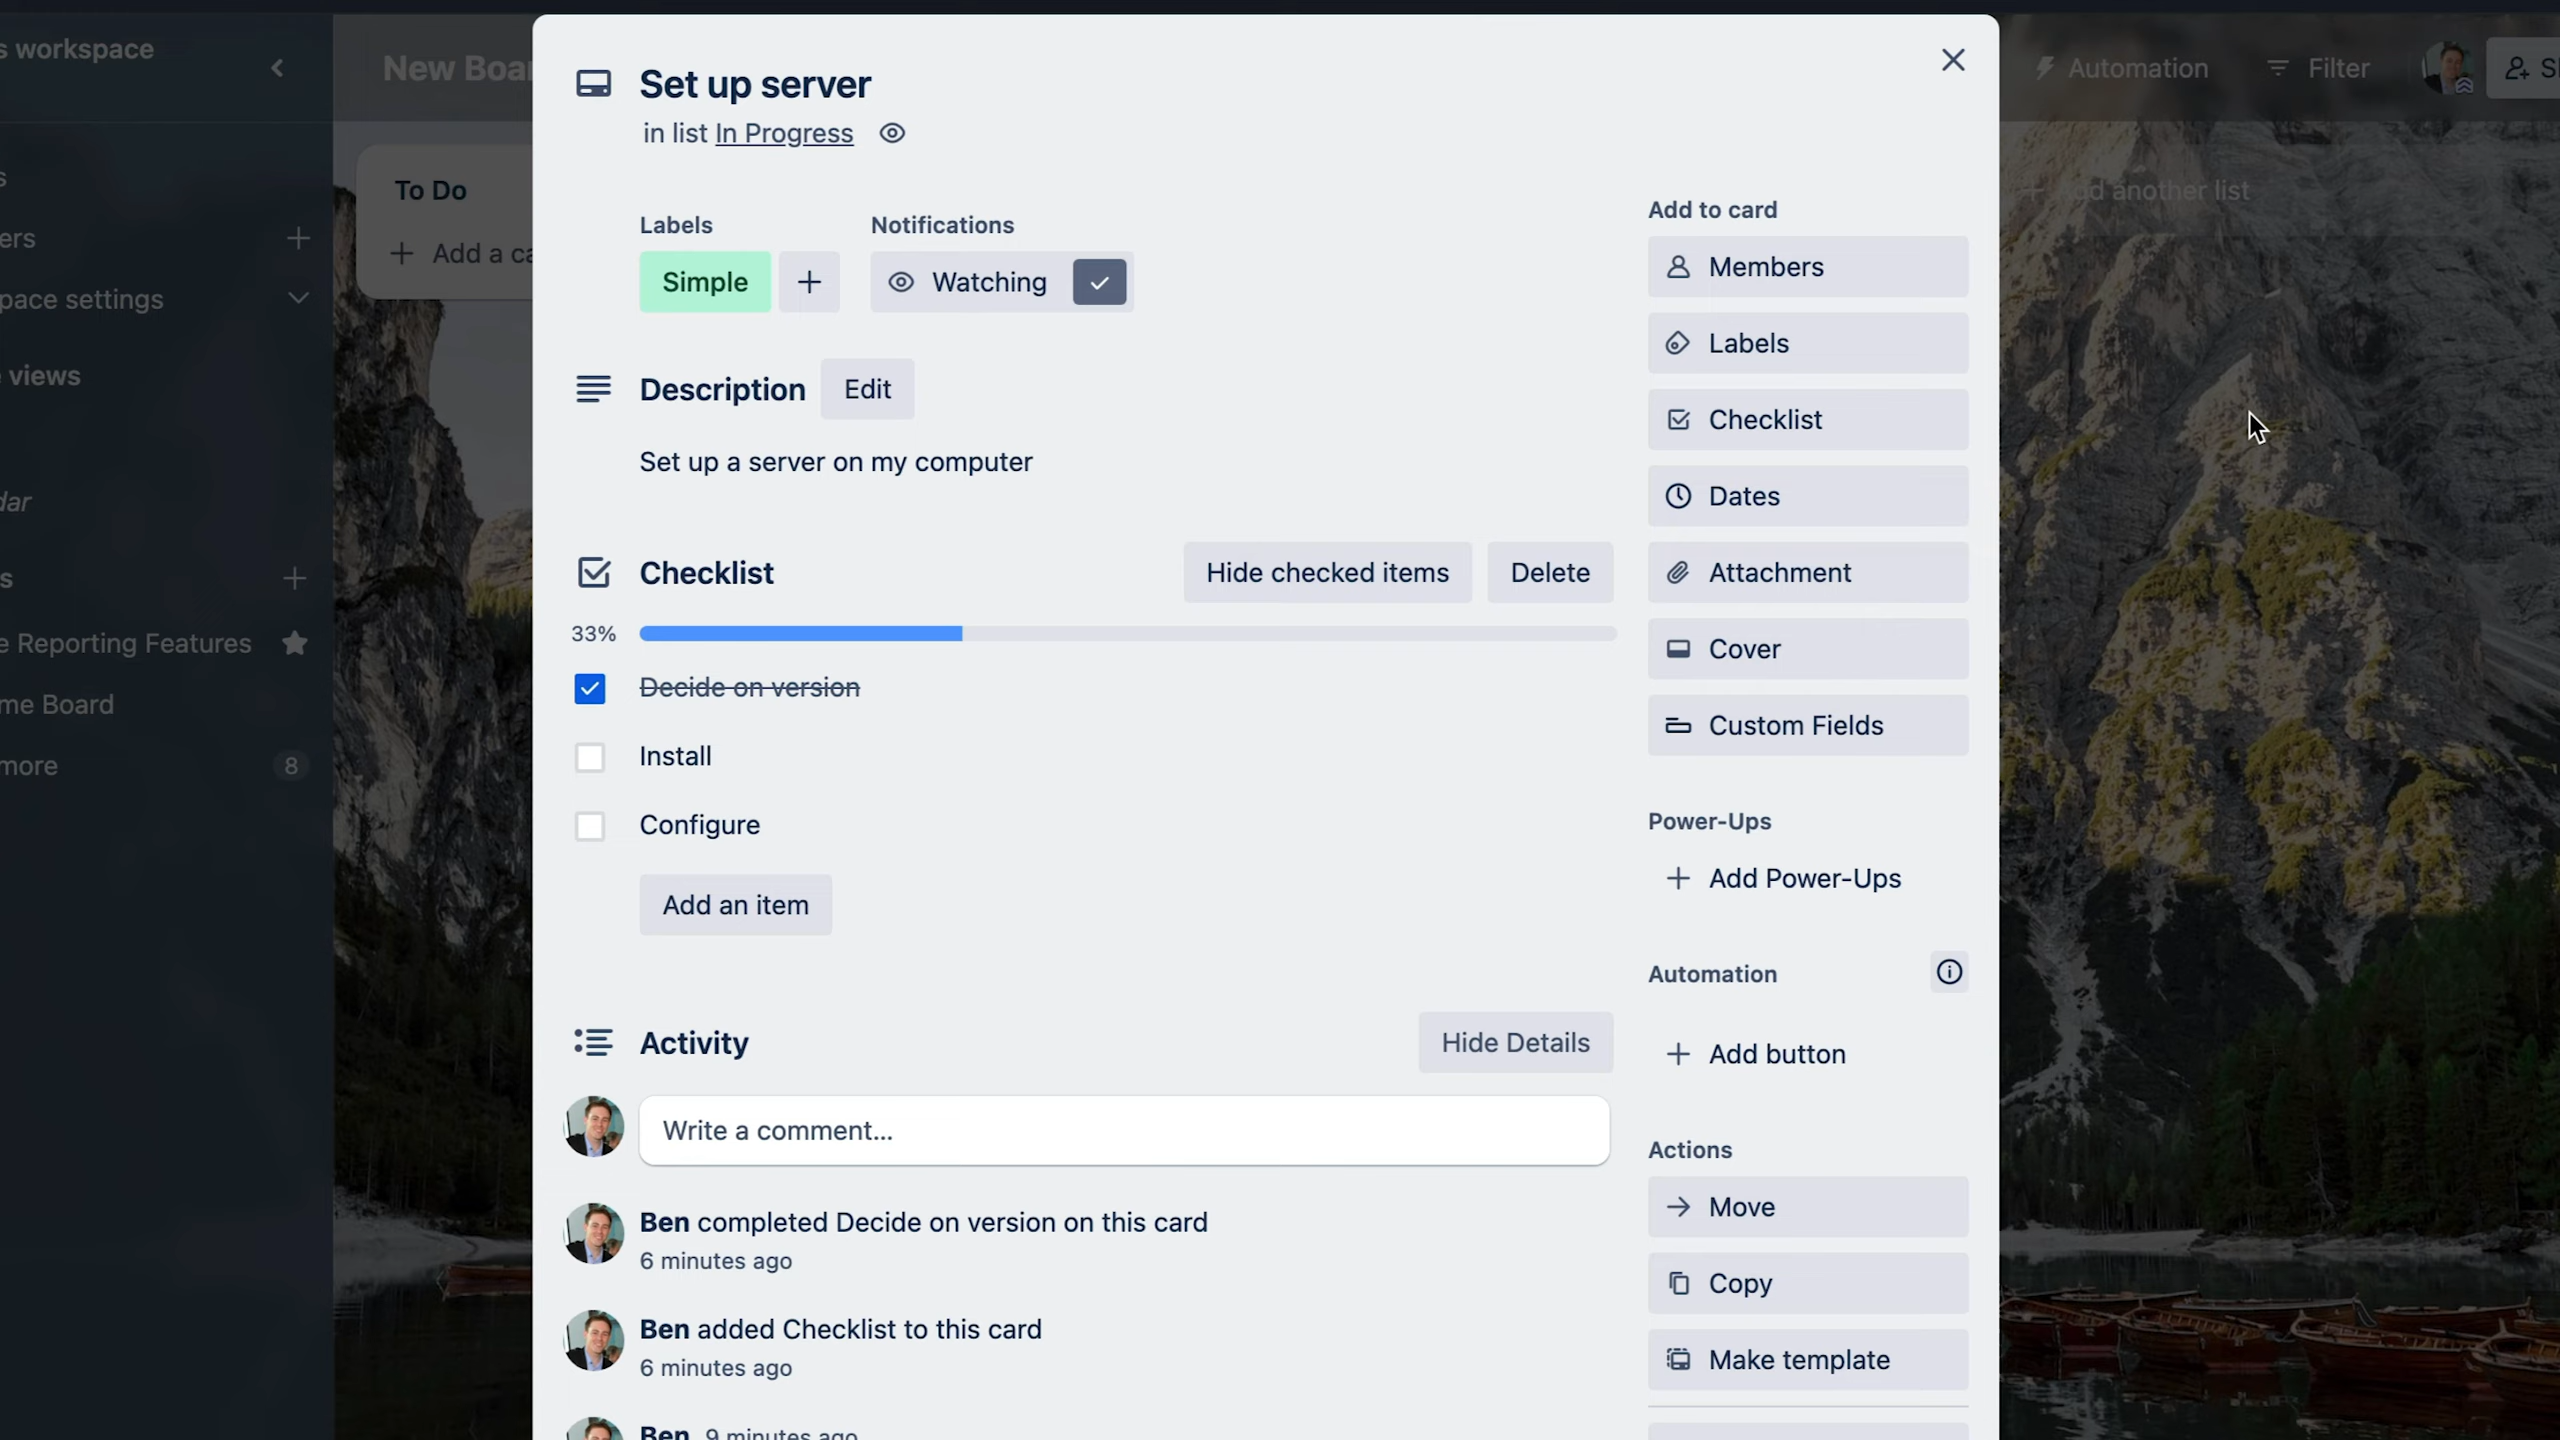 s workspace
New Boar
Automation
Filter
S
s
ers
pace settings
e views
dar
s
e Reporting Features
me Board
more
8
To Do
Add a ca
Set up server
in list In Progress
Labels
Simple
Notifications
Watching
Description
Edit
Set up a server on my computer
Checklist
Hide checked items
Delete
33%
Decide on version
Install
Configure
Add an item
Activity
Hide Details
Write a comment...
Ben completed Decide on version on this card
6 minutes ago
Ben added Checklist to this card
6 minutes ago
Ben 9 minutes ago
Add to card
Members
Labels
Checklist
Dates
Attachment
Cover
Custom Fields
Power-Ups
Add Power-Ups
Automation
Add button
Actions
Move
Copy
Make template
Add another list